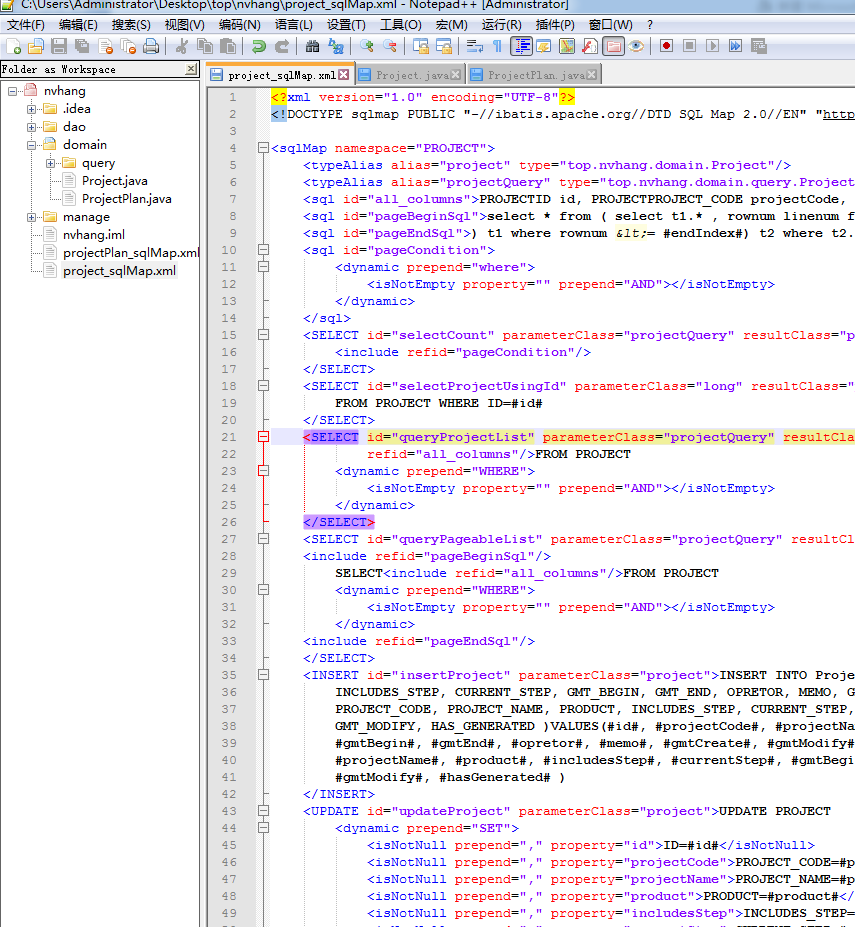 C:\Users\Administrator\Desktop\top\nvhang\project_sqlMap.xml - Notepad++ [Administrator]
文件(F) 编辑(E) 搜索(S) 视图(V) 编码(N) 语言(L) 设置(T) 工具(O) 宏(M) 运行(R) 插件(P) 窗口(W) ?
Folder as Workspace
nvhang
.idea
dao
domain
query
Project.java
ProjectPlan.java
manage
nvhang.iml
projectPlan_sqlMap.xml
project_sqlMap.xml
project_sqlMap.xml Project.java ProjectPlan.java
1 <?xml version="1.0" encoding="UTF-8"?>
2 <!DOCTYPE sqlmap PUBLIC "-//ibatis.apache.org//DTD SQL Map 2.0//EN" "http
3
4 <sqlMap namespace="PROJECT">
5 <typeAlias alias="project" type="top.nvhang.domain.Project"/>
6 <typeAlias alias="projectQuery" type="top.nvhang.domain.query.Project
7 <sql id="all_columns">PROJECTID id, PROJECTPROJECT_CODE projectCode,
8 <sql id="pageBeginSql">select * from ( select t1.* , rownum linenum f
9 <sql id="pageEndSql">) t1 where rownum &lt;= #endIndex#) t2 where t2.
10 <sql id="pageCondition">
11 <dynamic prepend="where">
12 <isNotEmpty property="" prepend="AND"></isNotEmpty>
13 </dynamic>
14 </sql>
15 <SELECT id="selectCount" parameterClass="projectQuery" resultClass="p
16 <include refid="pageCondition"/>
17 </SELECT>
18 <SELECT id="selectProjectUsingId" parameterClass="long" resultClass="
19 FROM PROJECT WHERE ID=#id#
20 </SELECT>
21 <SELECT id="queryProjectList" parameterClass="projectQuery" resultCla
22 refid="all_columns"/>FROM PROJECT
23 <dynamic prepend="WHERE">
24 <isNotEmpty property="" prepend="AND"></isNotEmpty>
25 </dynamic>
26 </SELECT>
27 <SELECT id="queryPageableList" parameterClass="projectQuery" resultCl
28 <include refid="pageBeginSql"/>
29 SELECT<include refid="all_columns"/>FROM PROJECT
30 <dynamic prepend="WHERE">
31 <isNotEmpty property="" prepend="AND"></isNotEmpty>
32 </dynamic>
33 <include refid="pageEndSql"/>
34 </SELECT>
35 <INSERT id="insertProject" parameterClass="project">INSERT INTO Proje
36 INCLUDES_STEP, CURRENT_STEP, GMT_BEGIN, GMT_END, OPRETOR, MEMO, G
37 PROJECT_CODE, PROJECT_NAME, PRODUCT, INCLUDES_STEP, CURRENT_STEP,
38 GMT_MODIFY, HAS_GENERATED )VALUES(#id#, #projectCode#, #projectNa
39 #gmtBegin#, #gmtEnd#, #opretor#, #memo#, #gmtCreate#, #gmtModify#
40 #projectName#, #product#, #includesStep#, #currentStep#, #gmtBegi
41 #gmtModify#, #hasGenerated# )
42 </INSERT>
43 <UPDATE id="updateProject" parameterClass="project">UPDATE PROJECT
44 <dynamic prepend="SET">
45 <isNotNull prepend="," property="id">ID=#id#</isNotNull>
46 <isNotNull prepend="," property="projectCode">PROJECT_CODE=#p
47 <isNotNull prepend="," property="projectName">PROJECT_NAME=#p
48 <isNotNull prepend="," property="product">PRODUCT=#product#</
49 <isNotNull prepend="," property="includesStep">INCLUDES_STEP=